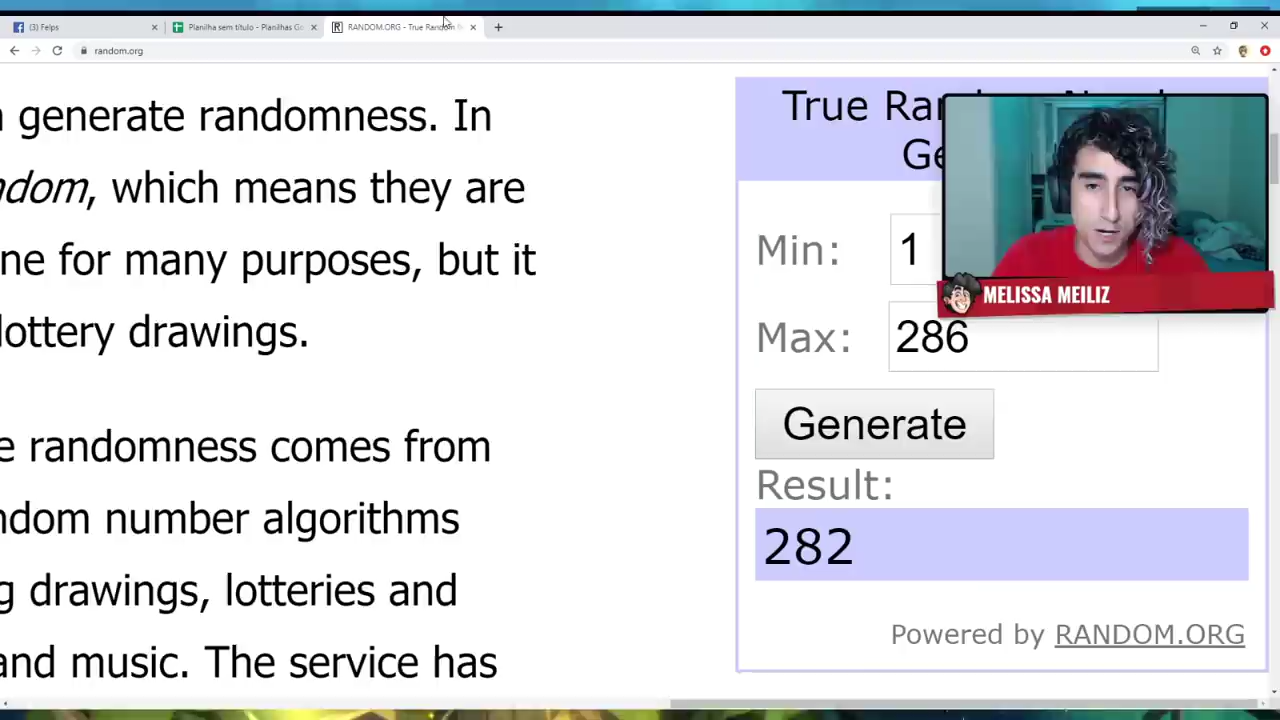 (3) Felps
Planilha sem título - Planilhas Go
RANDOM.ORG - True Random
random.org
generate randomness. In
ndom, which means they are
ne for many purposes, but it
lottery drawings.
e randomness comes from
ndom number algorithms
g drawings, lotteries and
and music. The service has
True Ran
Ge
Min: 1
Max: 286
Generate
Result:
282
Powered by RANDOM.ORG
MELISSA MEILIZ